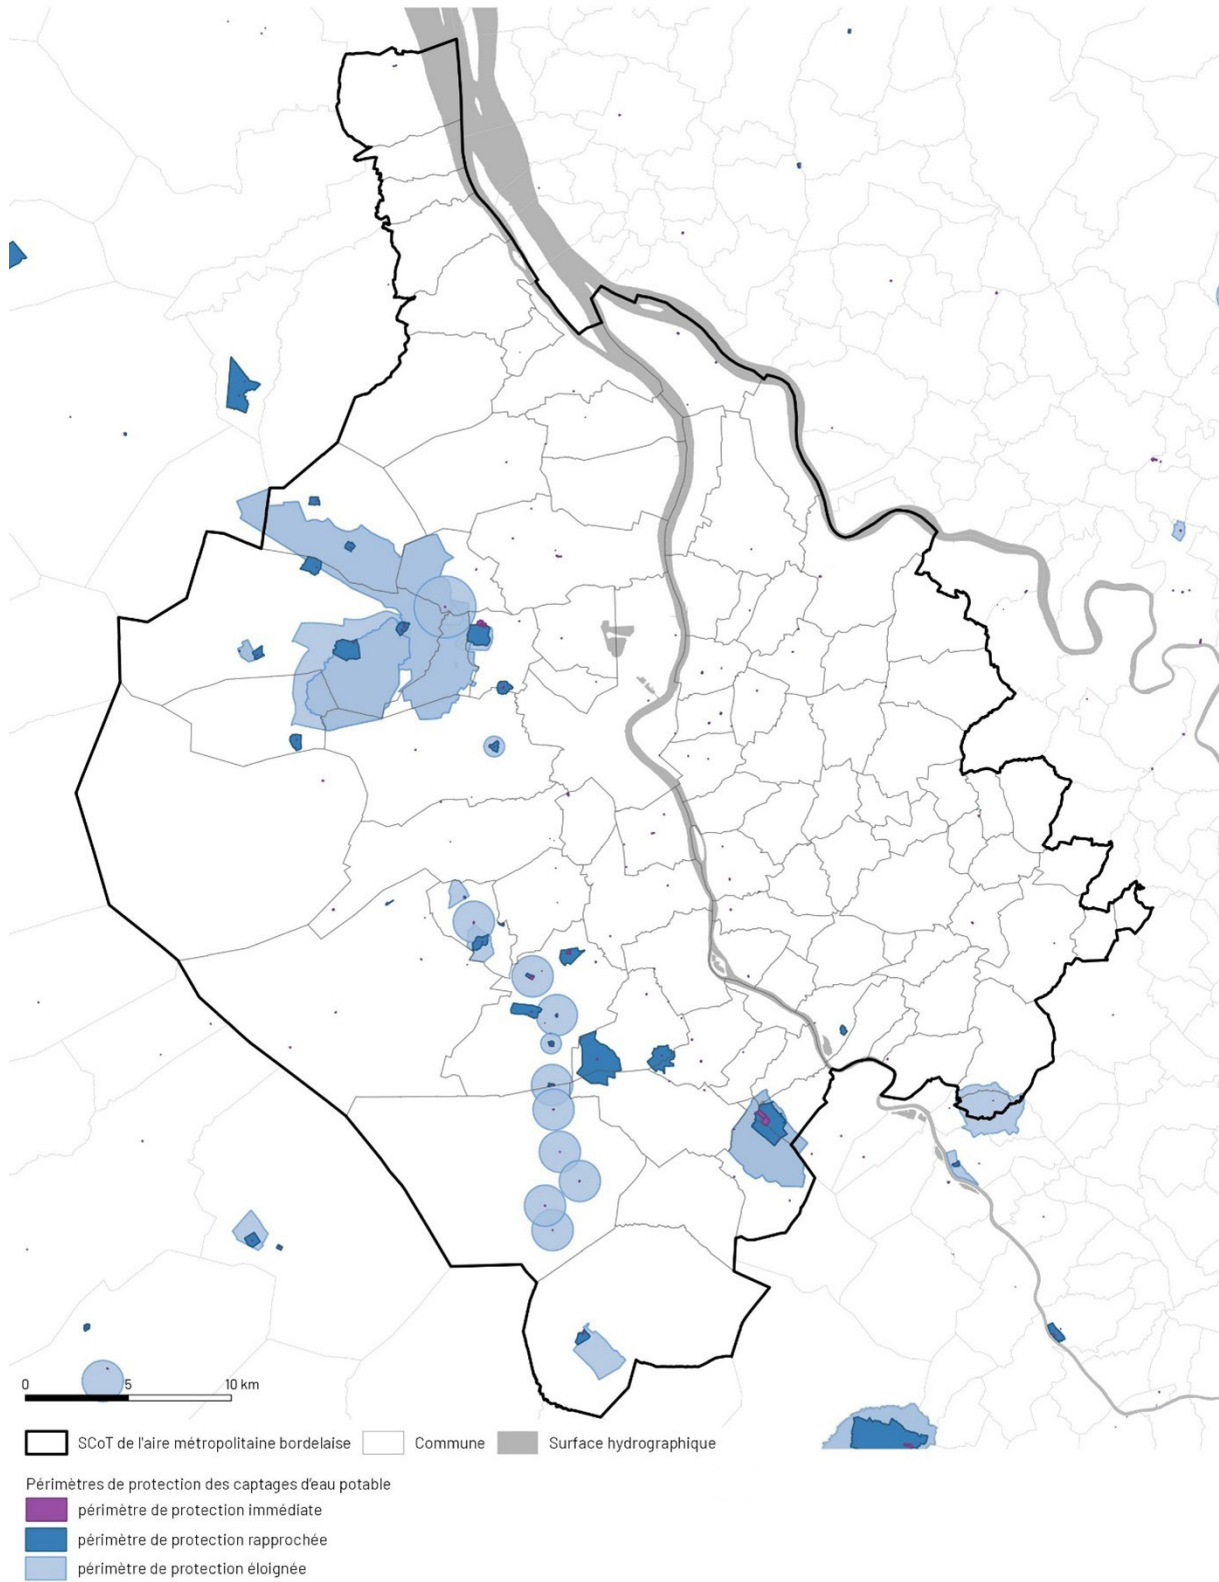 0 5 10 km
SCoT de l'aire métropolitaine bordelaise Commune Surface hydrographique
Périmètres de protection des captages d'eau potable
périmètre de protection immédiate
périmètre de protection rapprochée
périmètre de protection éloignée